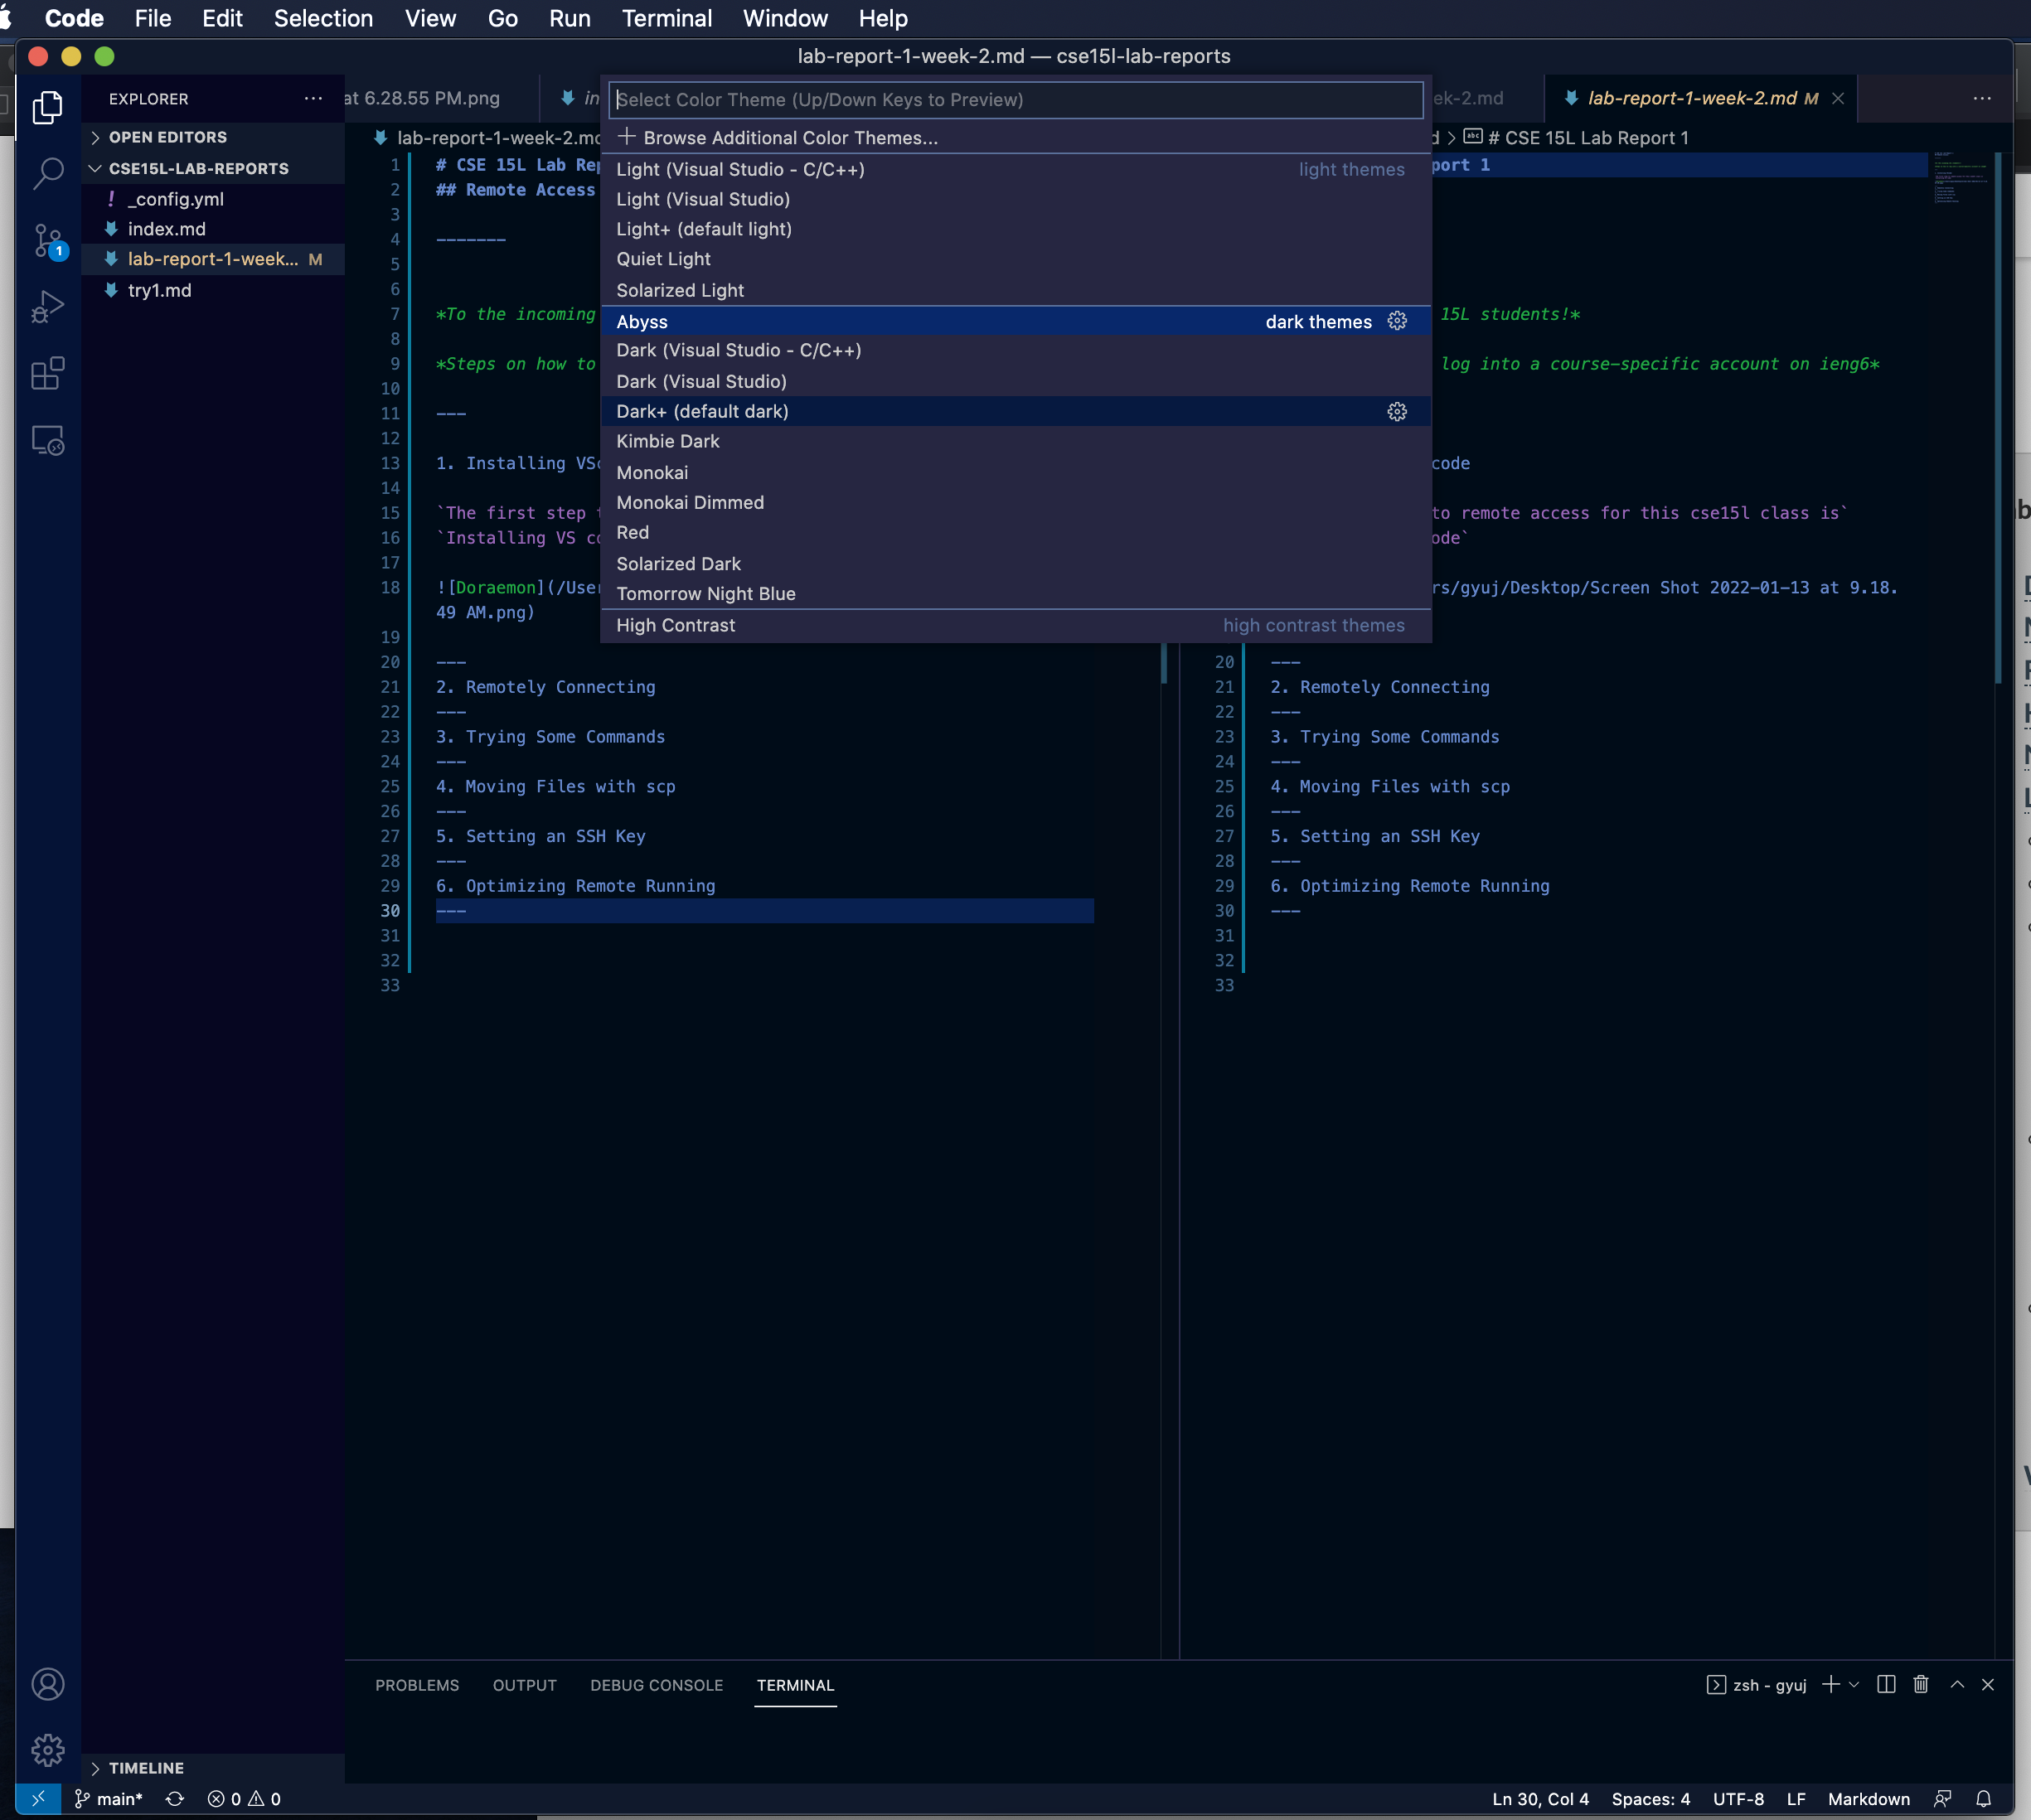 Code File Edit Selection View Go Run Terminal Window Help
lab-report-1-week-2.md — cse15l-lab-reports
EXPLORER ···
at 6.28.55 PM.png
in
Select Color Theme (Up/Down Keys to Preview)
ek-2.md
lab-report-1-week-2.md M
OPEN EDITORS
CSE15L-LAB-REPORTS
! _config.yml
index.md
lab-report-1-week... M
try1.md
1
TIMELINE
Browse Additional Color Themes...
Light (Visual Studio - C/C++) light themes
Light (Visual Studio)
Light+ (default light)
Quiet Light
Solarized Light
Abyss dark themes
Dark (Visual Studio - C/C++)
Dark (Visual Studio)
Dark+ (default dark)
Kimbie Dark
Monokai
Monokai Dimmed
Red
Solarized Dark
Tomorrow Night Blue
High Contrast high contrast themes
lab-report-1-week-2.md
1 # CSE 15L Lab Rep
2 ## Remote Access
3
4 -------
5
6
7 *To the incoming
8
9 *Steps on how to
10
11 ---
12
13 1. Installing VSc
14
15 `The first step t
16 `Installing VS co
17
18 ![Doraemon](/User
49 AM.png)
19
20 ---
21 2. Remotely Connecting
22 ---
23 3. Trying Some Commands
24 ---
25 4. Moving Files with scp
26 ---
27 5. Setting an SSH Key
28 ---
29 6. Optimizing Remote Running
30 ---
31
32
33
d > # CSE 15L Lab Report 1
port 1
15L students!*
log into a course-specific account on ieng6*
code
to remote access for this cse15l class is`
ode`
rs/gyuj/Desktop/Screen Shot 2022-01-13 at 9.18.
20 ---
21 2. Remotely Connecting
22 ---
23 3. Trying Some Commands
24 ---
25 4. Moving Files with scp
26 ---
27 5. Setting an SSH Key
28 ---
29 6. Optimizing Remote Running
30 ---
31
32
33
PROBLEMS OUTPUT DEBUG CONSOLE TERMINAL
zsh - gyuj
main* 0 0
Ln 30, Col 4 Spaces: 4 UTF-8 LF Markdown